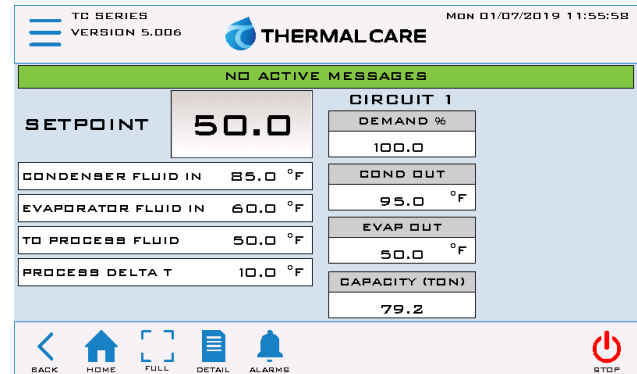 TC SERIES
VERSION 5.006
THERMALCARE
MON 01/07/2019 11:55:58
NO ACTIVE MESSAGES
SETPOINT 50.0
CONDENSER FLUID IN 85.0 °F
EVAPORATOR FLUID IN 60.0 °F
TO PROCESS FLUID 50.0 °F
PROCESS DELTA T 10.0 °F
CIRCUIT 1
DEMAND %
100.0
COND OUT
95.0 °F
EVAP OUT
50.0 °F
CAPACITY (TON)
79.2
BACK HOME FULL DETAIL ALARMS STOP